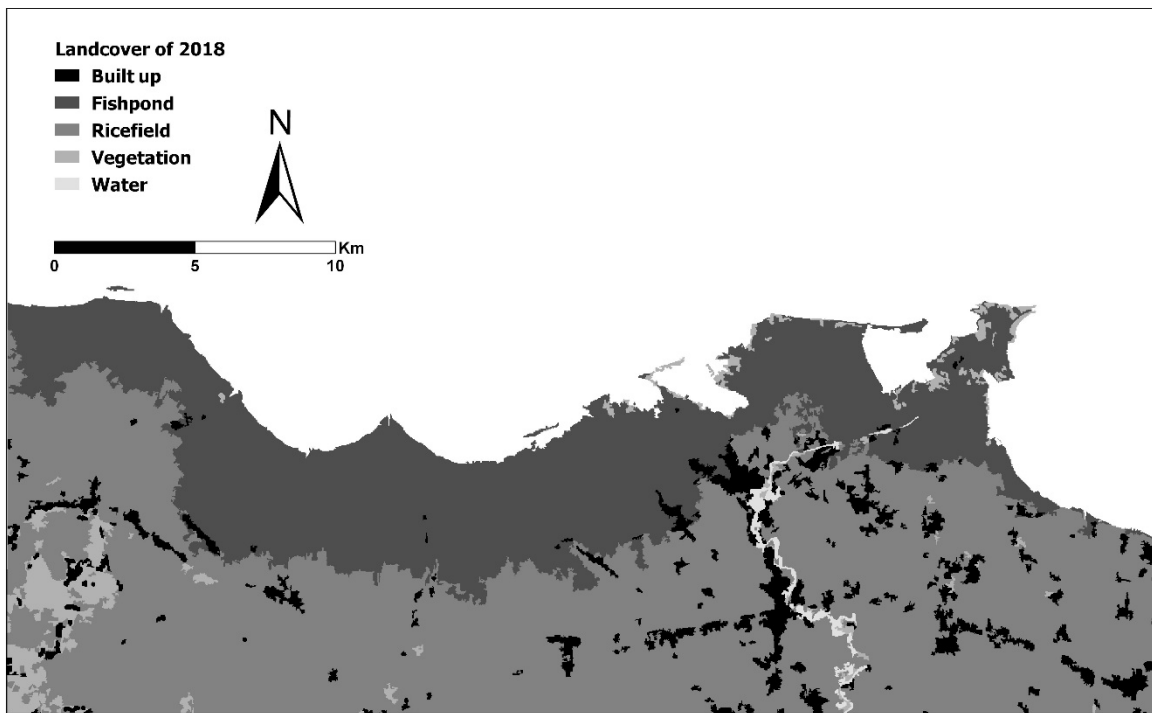 Landcover of 2018
Built up
Fishpond
Ricefield
Vegetation
Water
N
Km
0 5 10